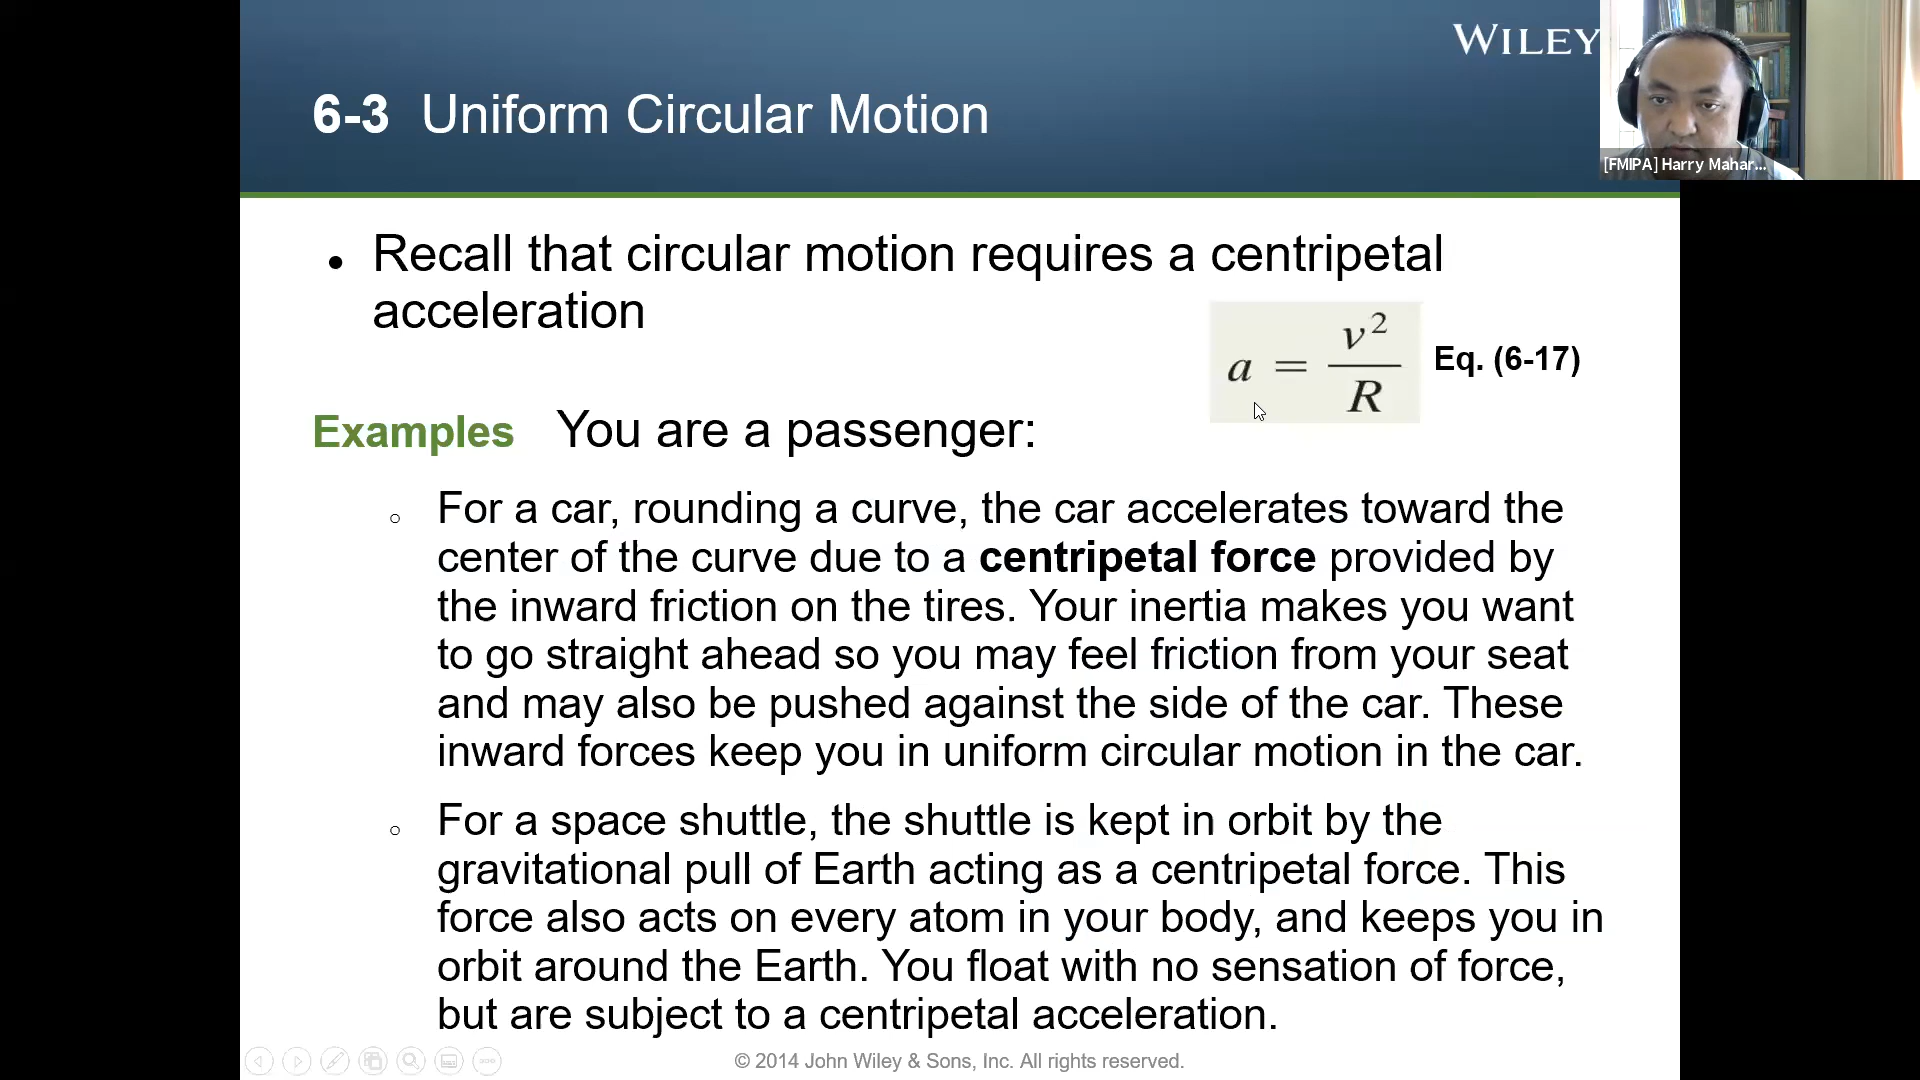 WILEY
6-3 Uniform Circular Motion
[FMIPA] Harry Mahar...
• Recall that circular motion requires a centripetal
acceleration
a = v²/R Eq. (6-17)
Examples You are a passenger:
○ For a car, rounding a curve, the car accelerates toward the
center of the curve due to a centripetal force provided by
the inward friction on the tires. Your inertia makes you want
to go straight ahead so you may feel friction from your seat
and may also be pushed against the side of the car. These
inward forces keep you in uniform circular motion in the car.
○ For a space shuttle, the shuttle is kept in orbit by the
gravitational pull of Earth acting as a centripetal force. This
force also acts on every atom in your body, and keeps you in
orbit around the Earth. You float with no sensation of force,
but are subject to a centripetal acceleration.
© 2014 John Wiley & Sons, Inc. All rights reserved.